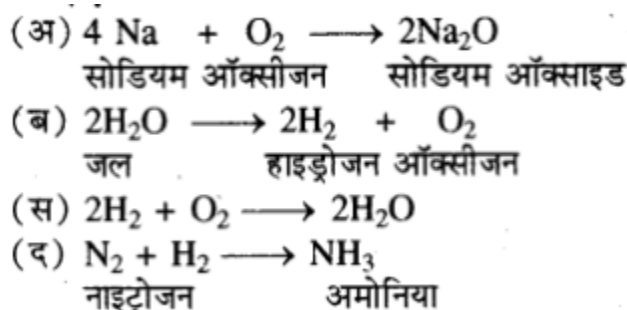 (अ) 4 Na + O₂ ⟶ 2Na₂O
सोडियम ऑक्सीजन सोडियम ऑक्साइड
(ब) 2H₂O ⟶ 2H₂ + O₂
जल हाइड्रोजन ऑक्सीजन
(स) 2H₂ + O₂ ⟶ 2H₂O
(द) N₂ + H₂ ⟶ NH₃
नाइट्रोजन अमोनिया